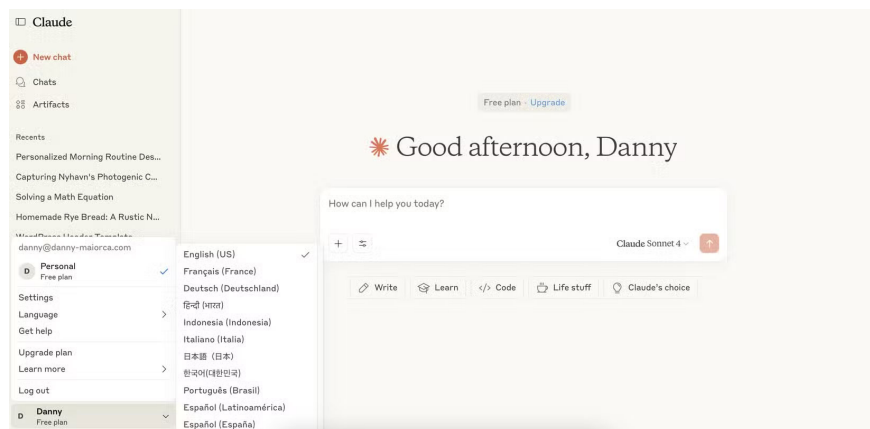 Claude
New chat
Chats
Artifacts
Recents
Personalized Morning Routine Des...
Capturing Nyhavn's Photogenic C...
Solving a Math Equation
Homemade Rye Bread: A Rustic N...
danny@danny-maiorca.com
D Personal
Free plan
Settings
Language
Get help
Upgrade plan
Learn more
Log out
D Danny
Free plan
English (US)
Français (France)
Deutsch (Deutschland)
हिन्दी (भारत)
Indonesia (Indonesia)
Italiano (Italia)
日本語 (日本)
한국어(대한민국)
Português (Brasil)
Español (Latinoamérica)
Español (España)
Free plan - Upgrade
Good afternoon, Danny
How can I help you today?
Claude Sonnet 4
Write Learn Code Life stuff Claude's choice